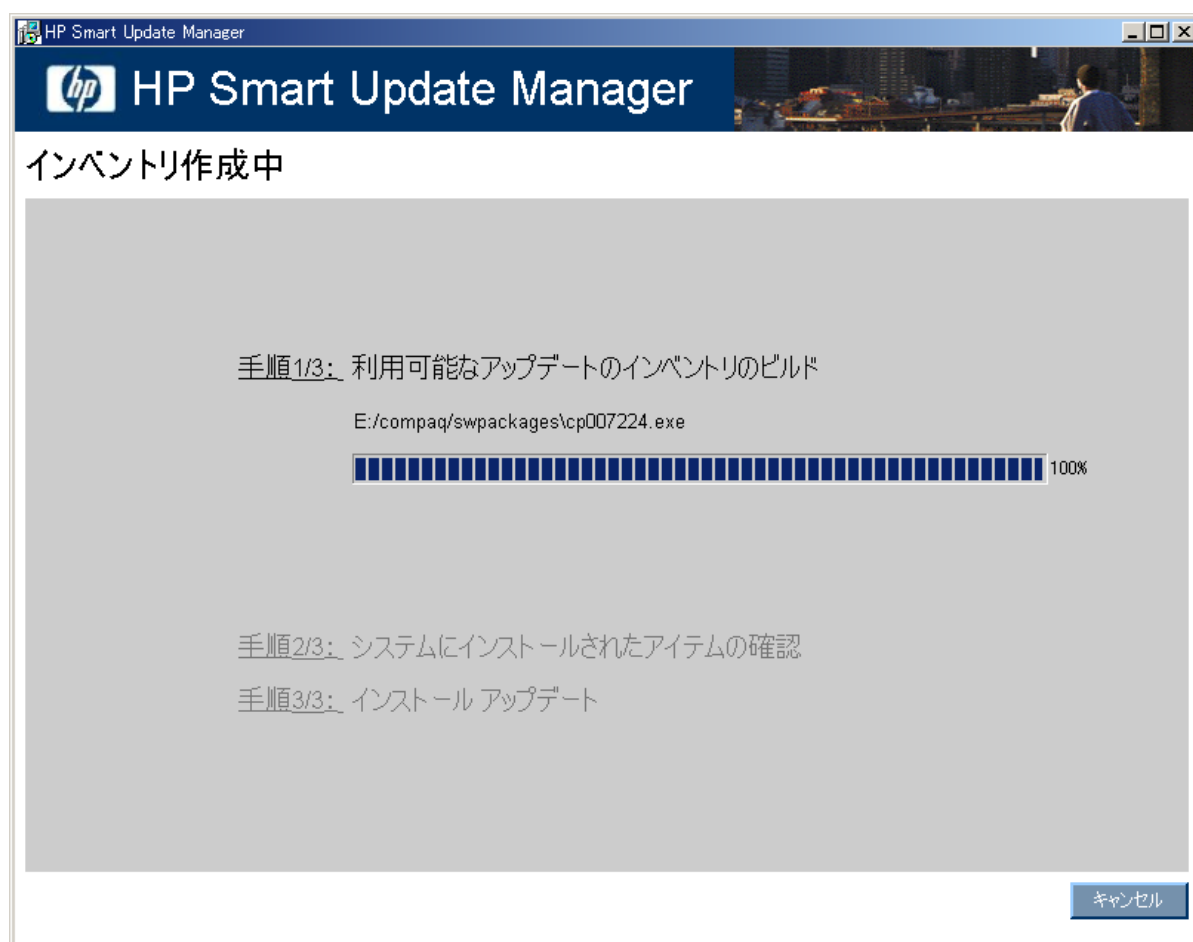 HP Smart Update Manager
hp HP Smart Update Manager
インベントリ作成中
手順1/3: 利用可能なアップデートのインベントリのビルド
E:/compaq/swpackages\cp007224.exe
100%
手順2/3: システムにインストールされたアイテムの確認
手順3/3: インストール アップデート
キャンセル